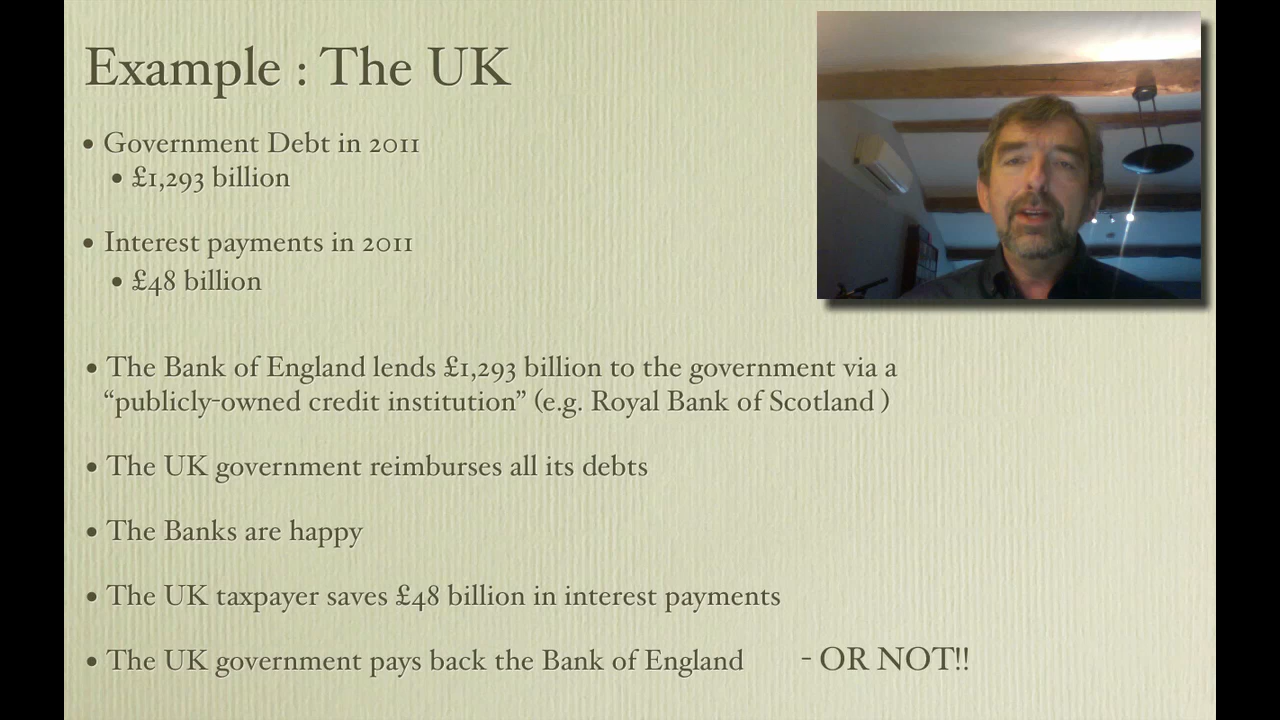 Example : The UK
• Government Debt in 2011
• £1,293 billion
• Interest payments in 2011
• £48 billion
• The Bank of England lends £1,293 billion to the government via a
“publicly-owned credit institution” (e.g. Royal Bank of Scotland )
• The UK government reimburses all its debts
• The Banks are happy
• The UK taxpayer saves £48 billion in interest payments
• The UK government pays back the Bank of England - OR NOT!!